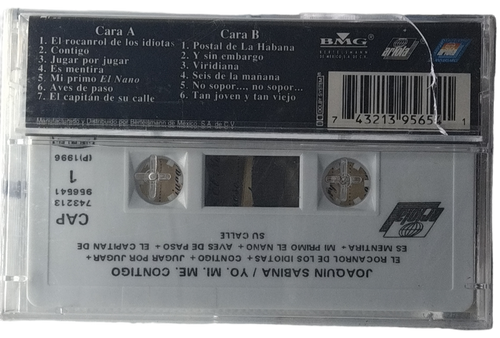 Cara A
1. El rocanrol de los idiotas
2. Contigo
3. Jugar por jugar
4. Es mentira
5. Mi primo El Nano
6. Aves de paso
7. El capitán de su calle
Cara B
1. Postal de La Habana
2. Y sin embargo
3. Viridiana
4. Seis de la mañana
5. No sopor.... no sopor...
6. Tan joven y tan viejo
BMG
ariola
7 43213 95654 1
JOAQUIN SABINA / YO. MI. ME. CONTIGO
EL ROCANROL DE LOS IDIOTAS + CONTIGO + JUGAR POR JUGAR +
ES MENTIRA + MI PRIMO EL NANO + AVES DE PASO + EL CAPITAN DE
SU CALLE
CAP
743213
956541
1
(P)1996